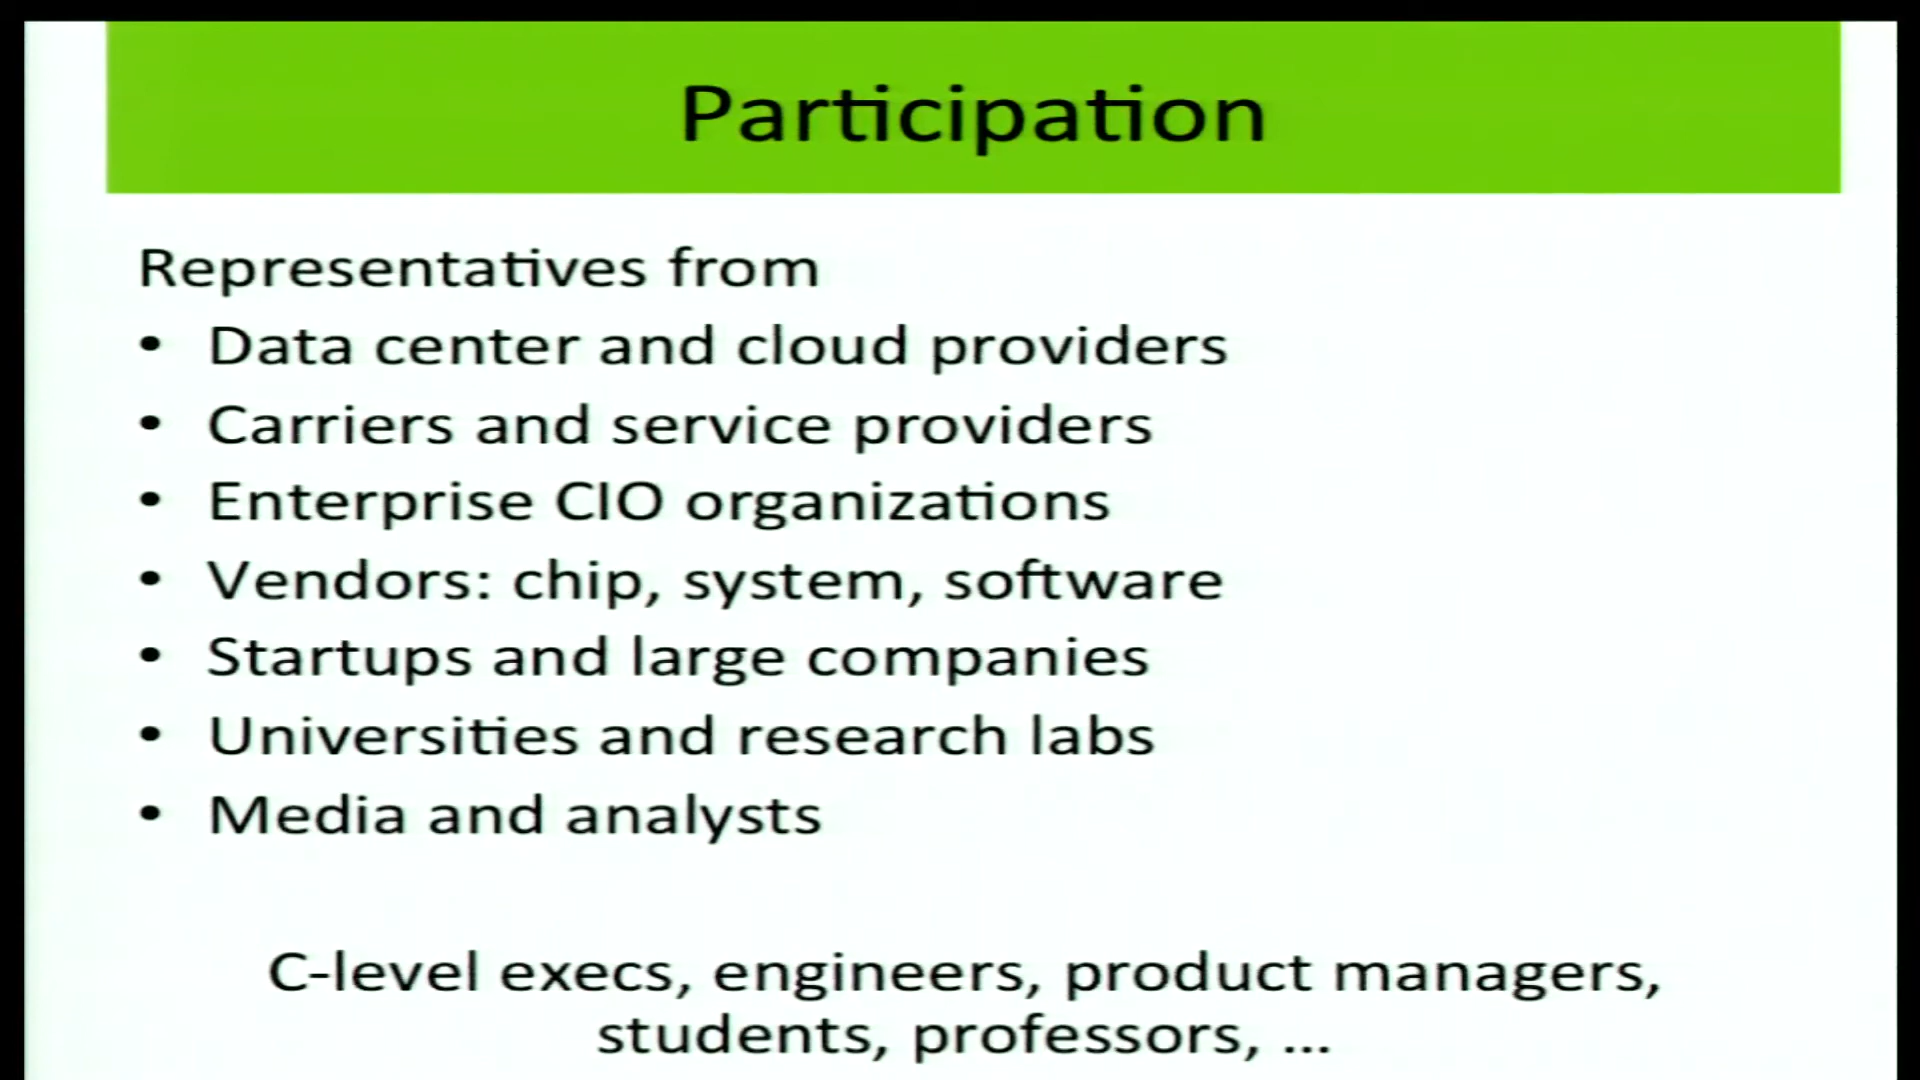 Participation
Representatives from
• Data center and cloud providers
• Carriers and service providers
• Enterprise CIO organizations
• Vendors: chip, system, software
• Startups and large companies
• Universities and research labs
• Media and analysts
C-level execs, engineers, product managers,
students, professors, ...